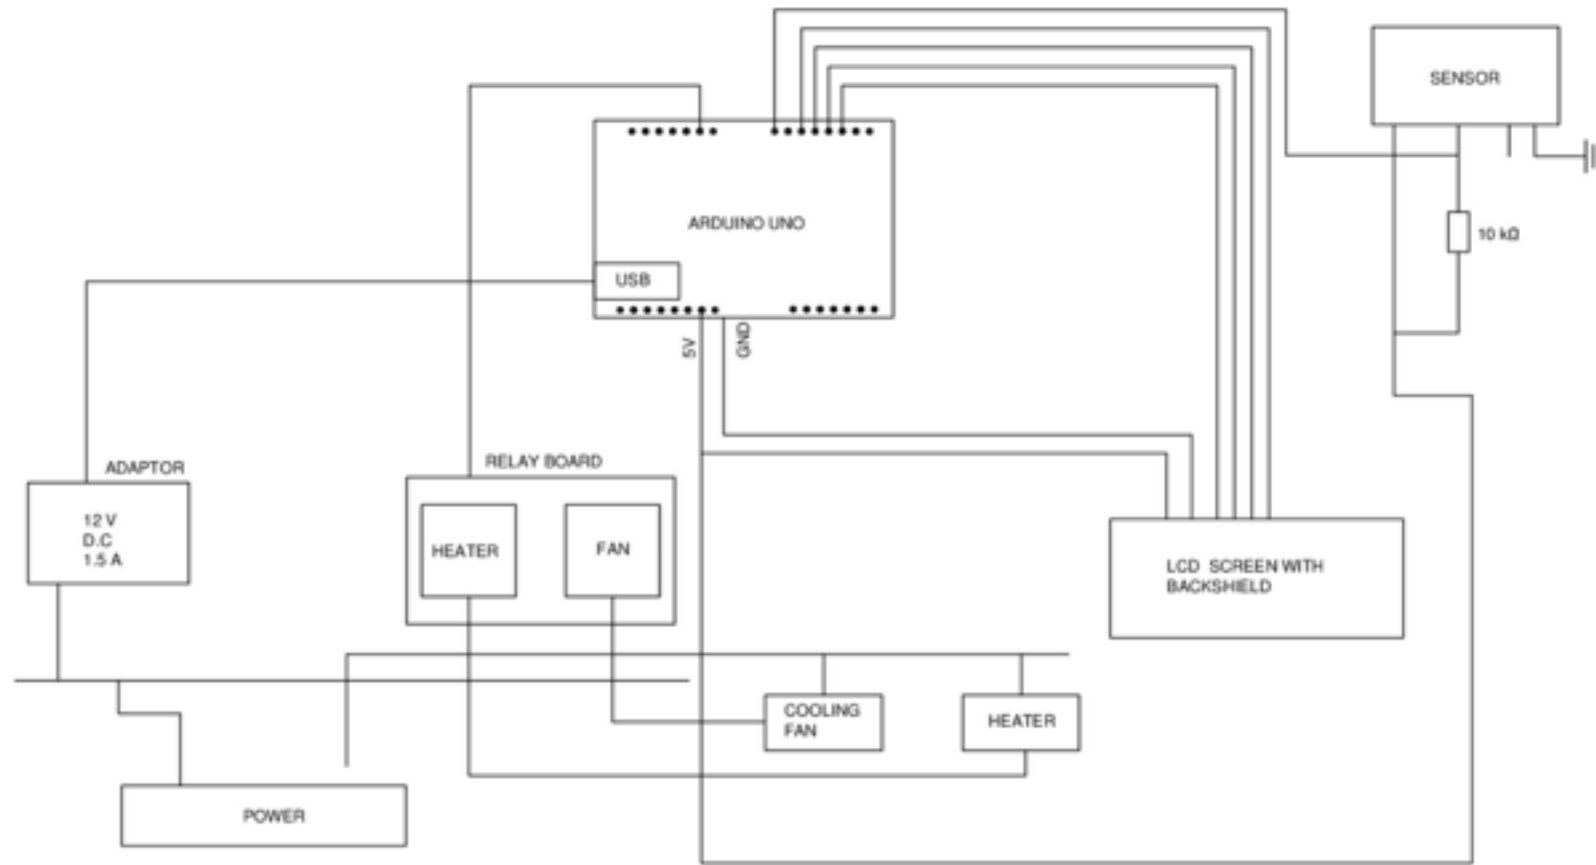 SENSOR
ARDUINO UNO
10 kΩ
USB
5V
GND
ADAPTOR
RELAY BOARD
12 V
D.C
1.5 A
HEATER
FAN
LCD SCREEN WITH
BACKSHIELD
COOLING
FAN
HEATER
POWER